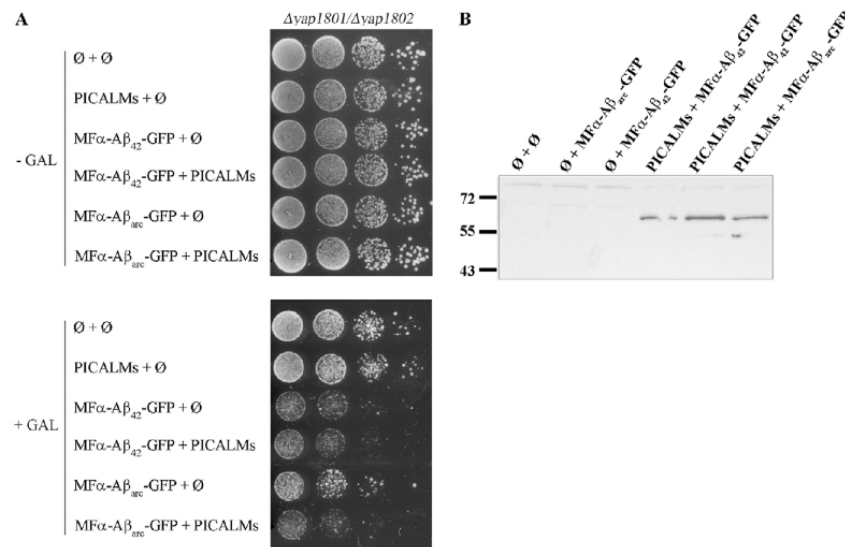 A
Δyap1801/Δyap1802
- GAL
Ø + Ø
PICALMs + Ø
MFα-Aβ42-GFP + Ø
MFα-Aβ42-GFP + PICALMs
MFα-Aβarc-GFP + Ø
MFα-Aβarc-GFP + PICALMs
+ GAL
Ø + Ø
PICALMs + Ø
MFα-Aβ42-GFP + Ø
MFα-Aβ42-GFP + PICALMs
MFα-Aβarc-GFP + Ø
MFα-Aβarc-GFP + PICALMs
B
Ø + Ø
Ø + MFα-Aβarc-GFP
Ø + MFα-Aβ42-GFP
PICALMs + MFα-Aβ42-GFP
PICALMs + MFα-Aβ42-GFP
PICALMs + MFα-Aβarc-GFP
72
55
43